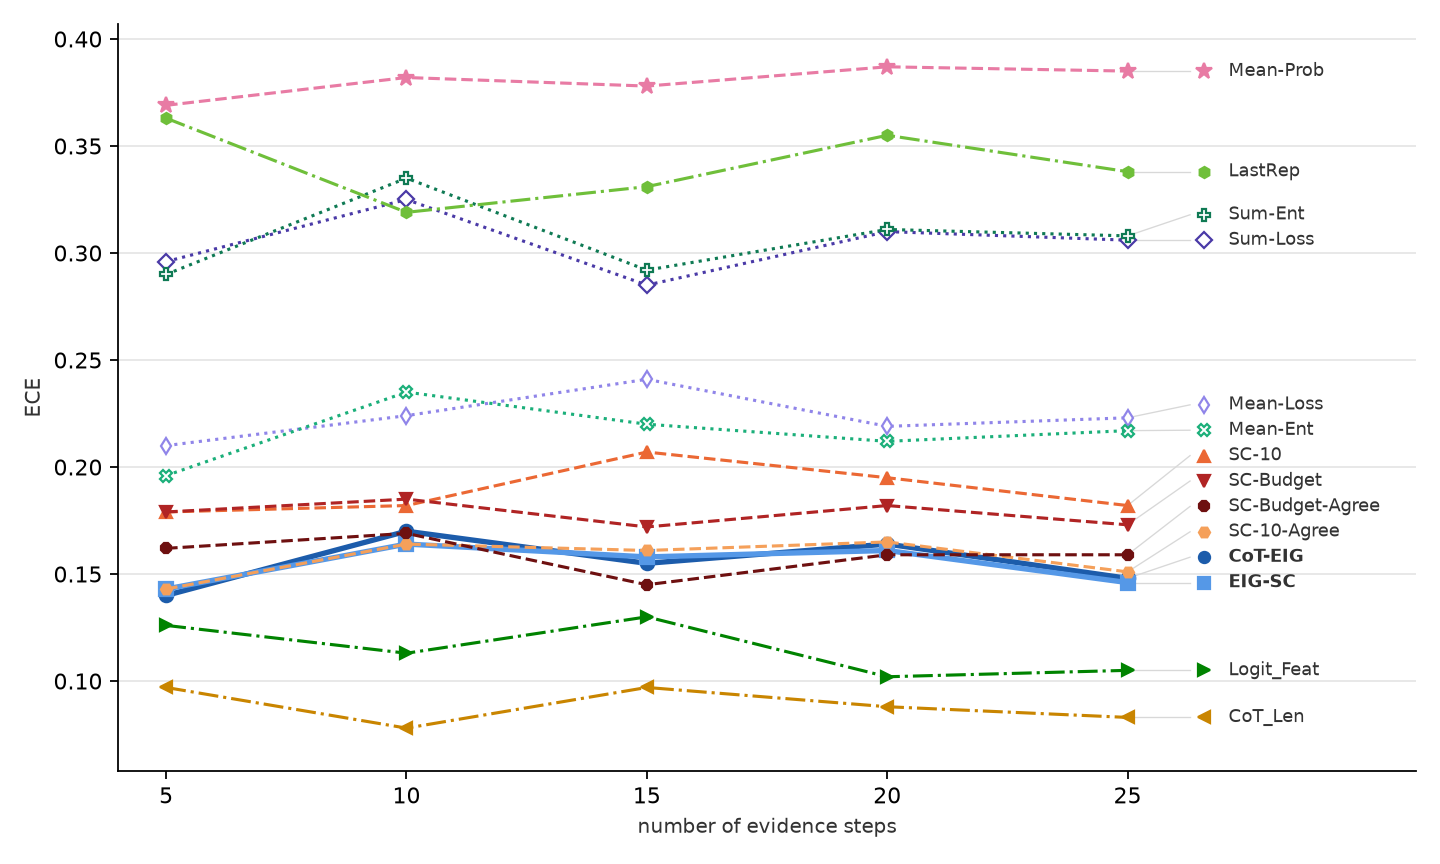 0.40
0.35
0.30
0.25
0.20
0.15
0.10
ECE
5
10
15
20
25
number of evidence steps
Mean-Prob
LastRep
Sum-Ent
Sum-Loss
Mean-Loss
Mean-Ent
SC-10
SC-Budget
SC-Budget-Agree
SC-10-Agree
CoT-EIG
EIG-SC
Logit_Feat
CoT_Len